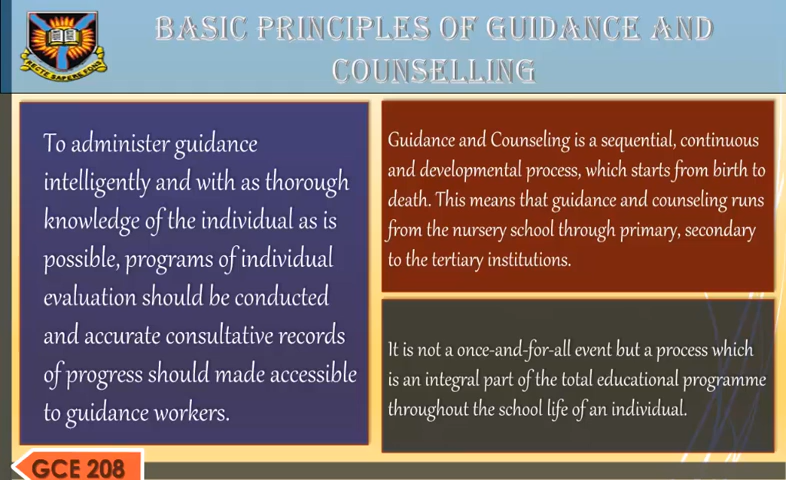 BASIC PRINCIPLES OF GUIDANCE AND
COUNSELLING
RECTE SAPERE FONS
To administer guidance
intelligently and with as thorough
knowledge of the individual as is
possible, programs of individual
evaluation should be conducted
and accurate consultative records
of progress should made accessible
to guidance workers.
Guidance and Counseling is a sequential, continuous
and developmental process, which starts from birth to
death. This means that guidance and counseling runs
from the nursery school through primary, secondary
to the tertiary institutions.
It is not a once-and-for-all event but a process which
is an integral part of the total educational programme
throughout the school life of an individual.
GCE 208